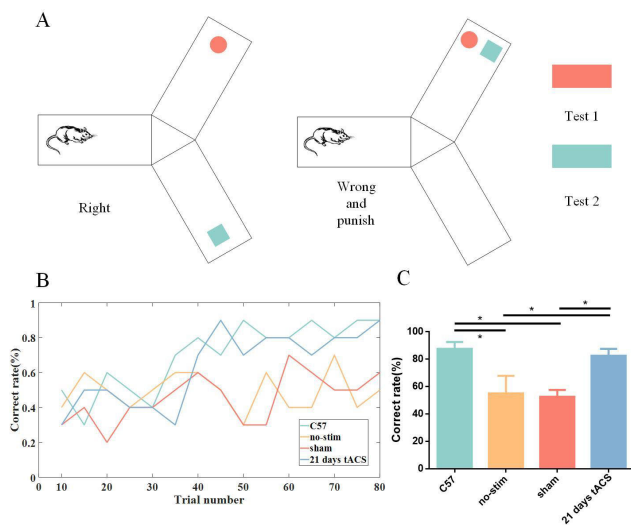 A
Right
Wrong
and
punish
Test 1
Test 2
B
Correct rate(%)
1
0.8
0.6
0.4
0.2
0
0 10 20 30 40 50 60 70 80
Trial number
C57
no-stim
sham
21 days tACS
C
Correct rate(%)
100
80
60
40
20
0
* * * *
C57
no-stim
sham
21 days tACS